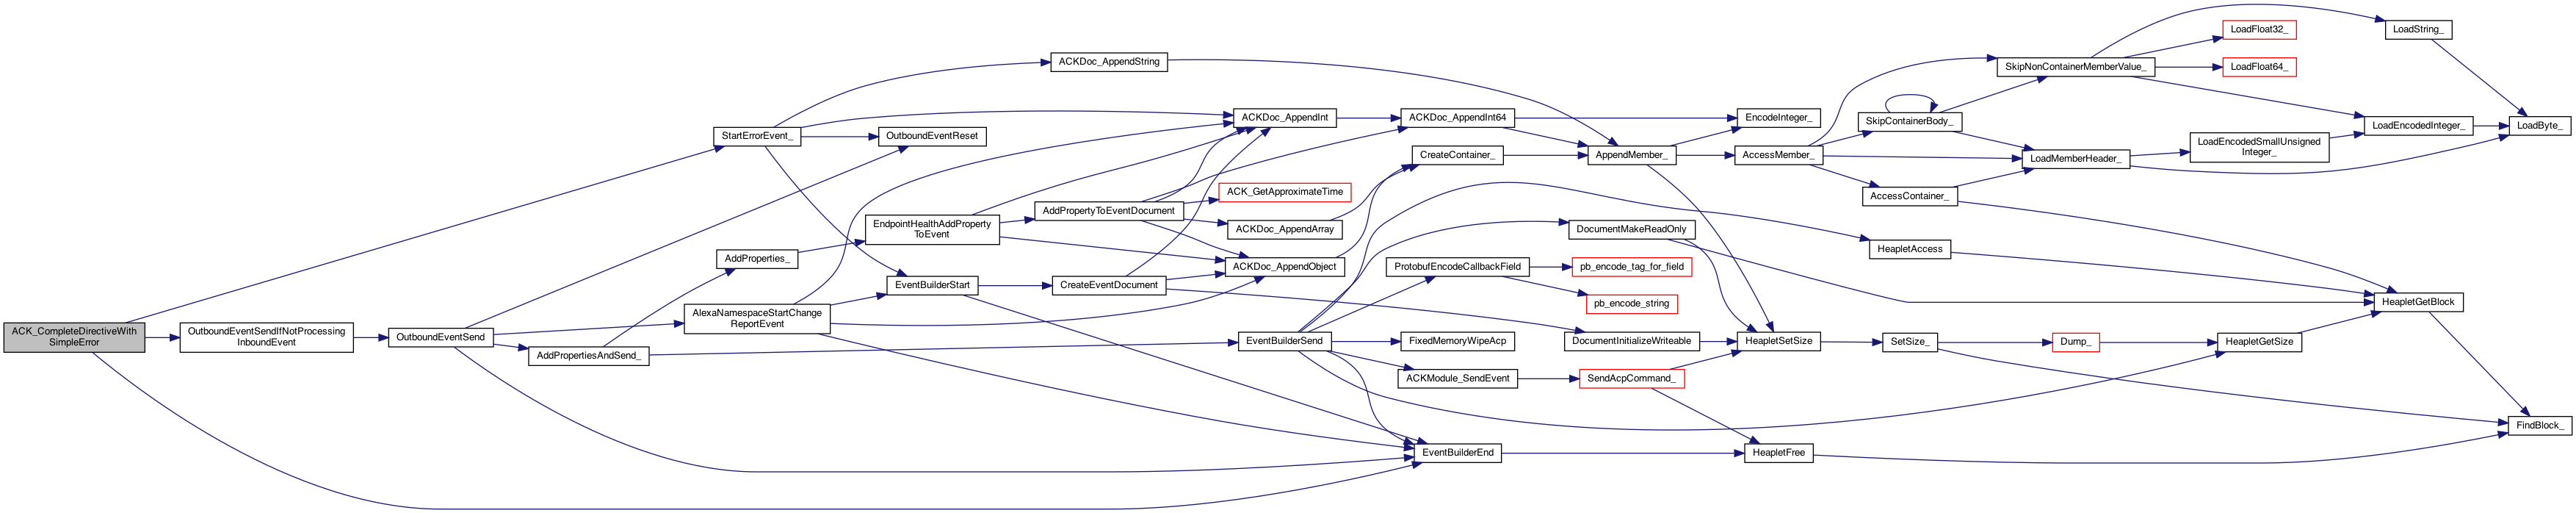 ACK_CompleteDirectiveWith
SimpleError
StartErrorEvent_
OutboundEventSendIfNotProcessing
InboundEvent
OutboundEventSend
AddPropertiesAndSend_
AddProperties_
AlexaNamespaceStartChange
ReportEvent
OutboundEventReset
EndpointHealthAddProperty
ToEvent
EventBuilderStart
ACKDoc_AppendString
AddPropertyToEventDocument
CreateEventDocument
ACKDoc_AppendInt
ACK_GetApproximateTime
ACKDoc_AppendArray
ACKDoc_AppendObject
EventBuilderSend
ACKDoc_AppendInt64
CreateContainer_
ProtobufEncodeCallbackField
FixedMemoryWipeAcp
ACKModule_SendEvent
EventBuilderEnd
AppendMember_
DocumentMakeReadOnly
pb_encode_tag_for_field
pb_encode_string
DocumentInitializeWriteable
SendAcpCommand_
EncodeInteger_
AccessMember_
HeapletSetSize
HeapletFree
SkipContainerBody_
AccessContainer_
HeapletAccess
SetSize_
SkipNonContainerMemberValue_
LoadMemberHeader_
Dump_
LoadFloat32_
LoadFloat64_
LoadEncodedSmallUnsigned
Integer_
HeapletGetSize
LoadString_
LoadEncodedInteger_
HeapletGetBlock
LoadByte_
FindBlock_